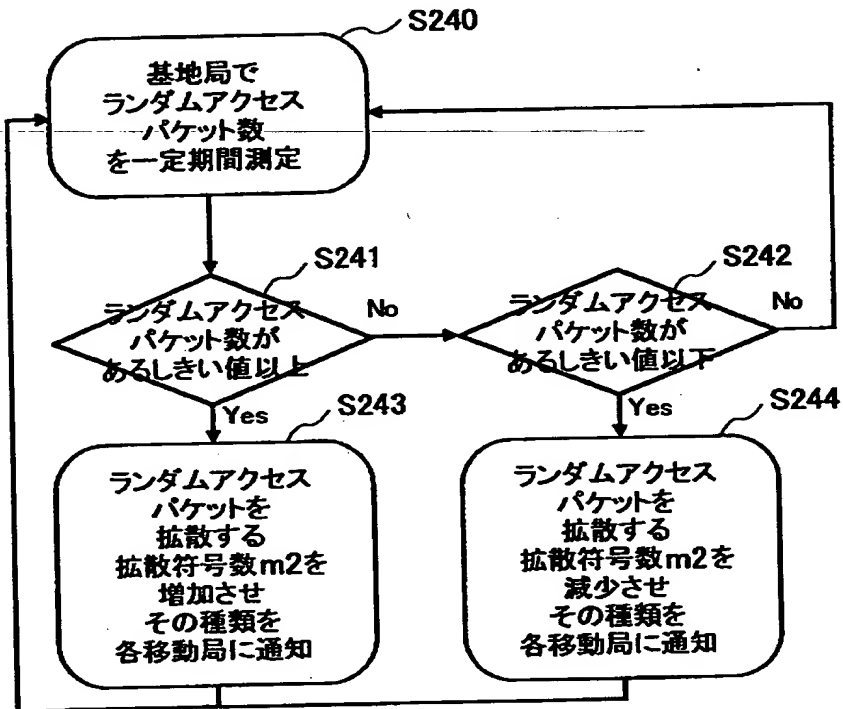 S240
基地局で
ランダムアクセス
パケット数
を一定期間測定
S241
ランダムアクセス
パケット数が
あるしきい値以上
No
S242
ランダムアクセス
パケット数が
あるしきい値以下
No
Yes
S243
ランダムアクセス
パケットを
拡散する
拡散符号数m2を
増加させ
その種類を
各移動局に通知
Yes
S244
ランダムアクセス
パケットを
拡散する
拡散符号数m2を
減少させ
その種類を
各移動局に通知